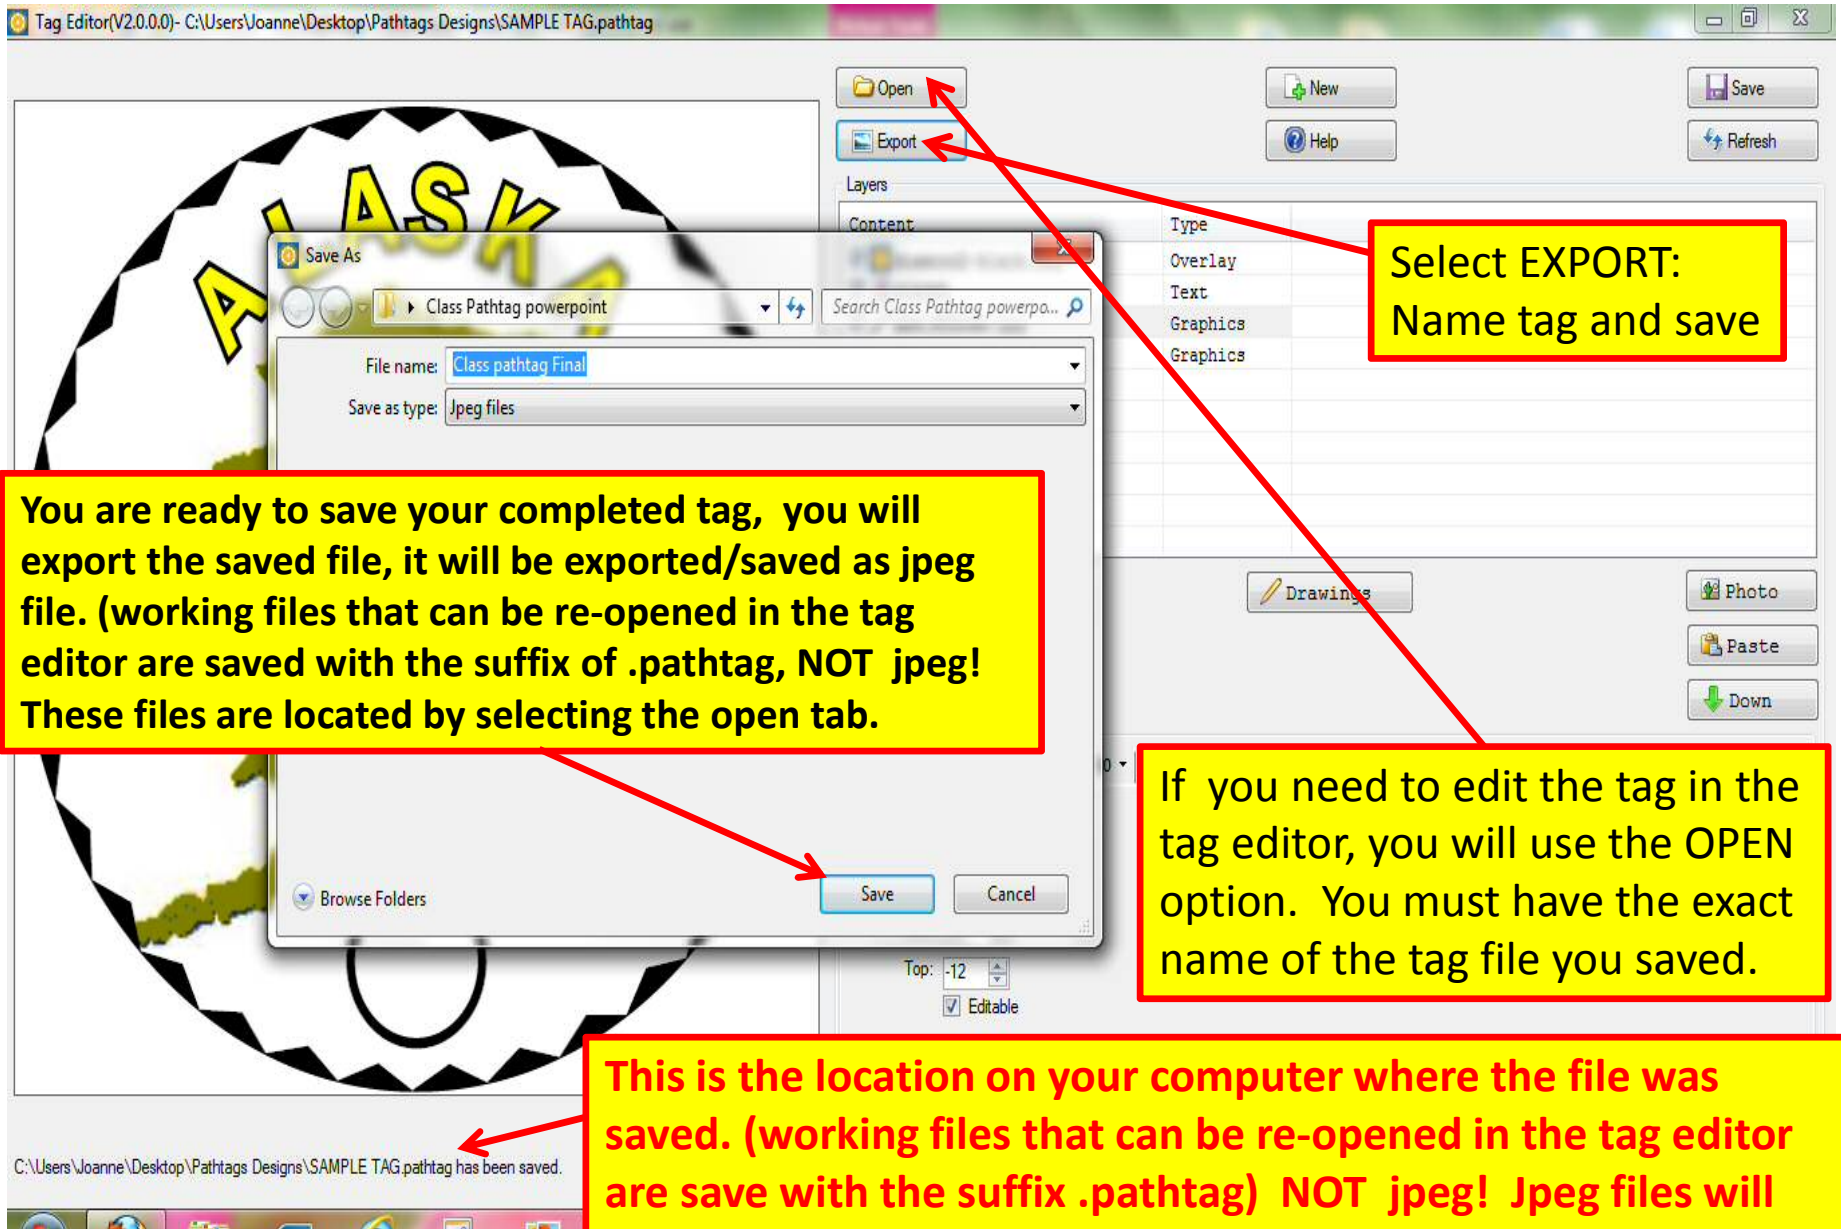 Tag Editor(V2.0.0.0)- C:\Users\Joanne\Desktop\Pathtags Designs\SAMPLE TAG.pathtag
Open
New
Save
Export
Help
Refresh
ALASKA
Layers
Content
Type
Overlay
Text
Graphics
Graphics
Select EXPORT:
Name tag and save
Save As
Class Pathtag powerpoint
Search Class Pathtag powerpo...
File name: Class pathtag Final
Save as type: Jpeg files
You are ready to save your completed tag, you will
export the saved file, it will be exported/saved as jpeg
file. (working files that can be re-opened in the tag
editor are saved with the suffix of .pathtag, NOT jpeg!
These files are located by selecting the open tab.
Drawings
Photo
Paste
Down
If you need to edit the tag in the
tag editor, you will use the OPEN
option. You must have the exact
name of the tag file you saved.
Browse Folders
Save
Cancel
Top: -12
Editable
This is the location on your computer where the file was
saved. (working files that can be re-opened in the tag editor
are save with the suffix .pathtag) NOT jpeg! Jpeg files will
C:\Users\Joanne\Desktop\Pathtags Designs\SAMPLE TAG.pathtag has been saved.